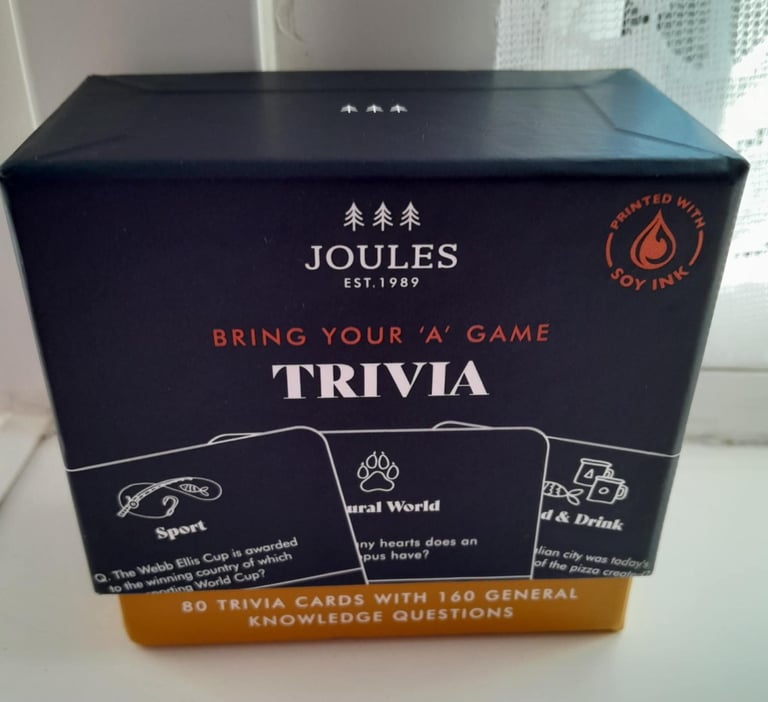 JOULES
EST.1989
PRINTED WITH
SOY INK
BRING YOUR 'A' GAME
TRIVIA
Sport
Q. The Webb Ellis Cup is awarded
to the winning country of which
World Cup?
ural World
ny hearts does an
pus have?
d & Drink
lian city was today's
of the pizza
80 TRIVIA CARDS WITH 160 GENERAL
KNOWLEDGE QUESTIONS